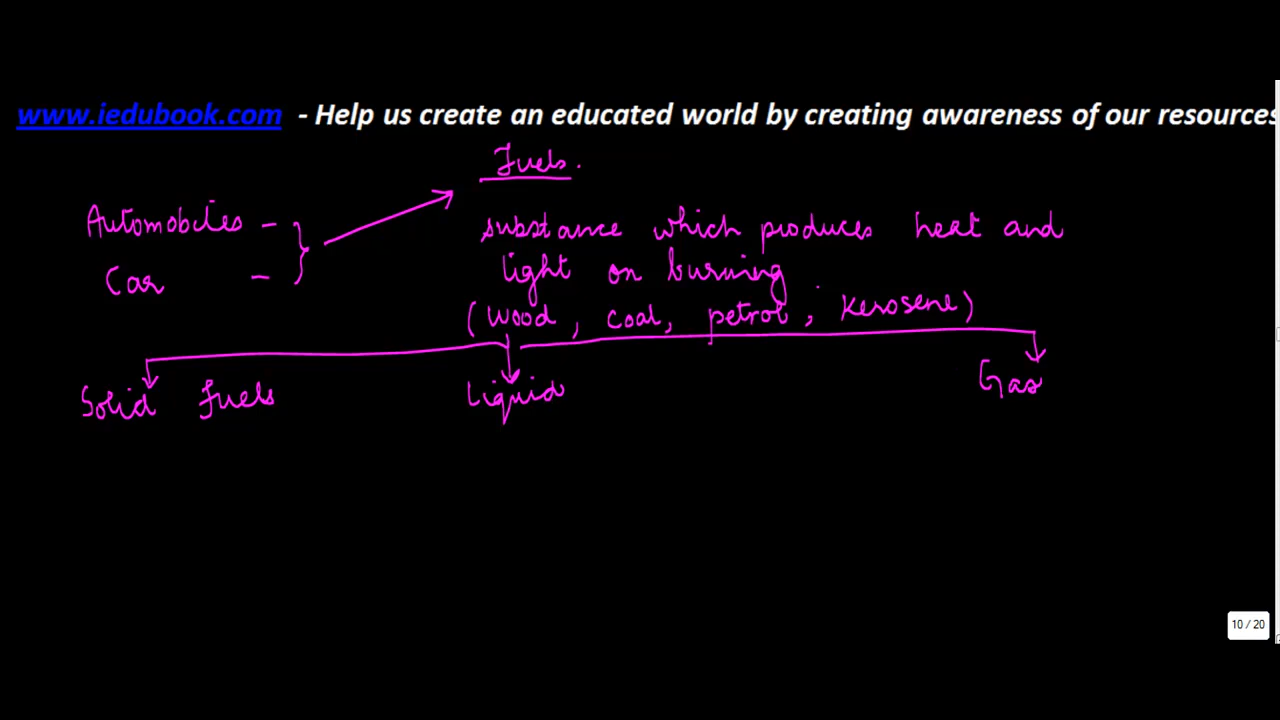 www.iedubook.com - Help us create an educated world by creating awareness of our resources
Fuels.
Automobiles -
Car -
substance which produces heat and
light on burning
(wood, coal, petrol, kerosene)
Solid fuels Liquid Gas
10 / 20